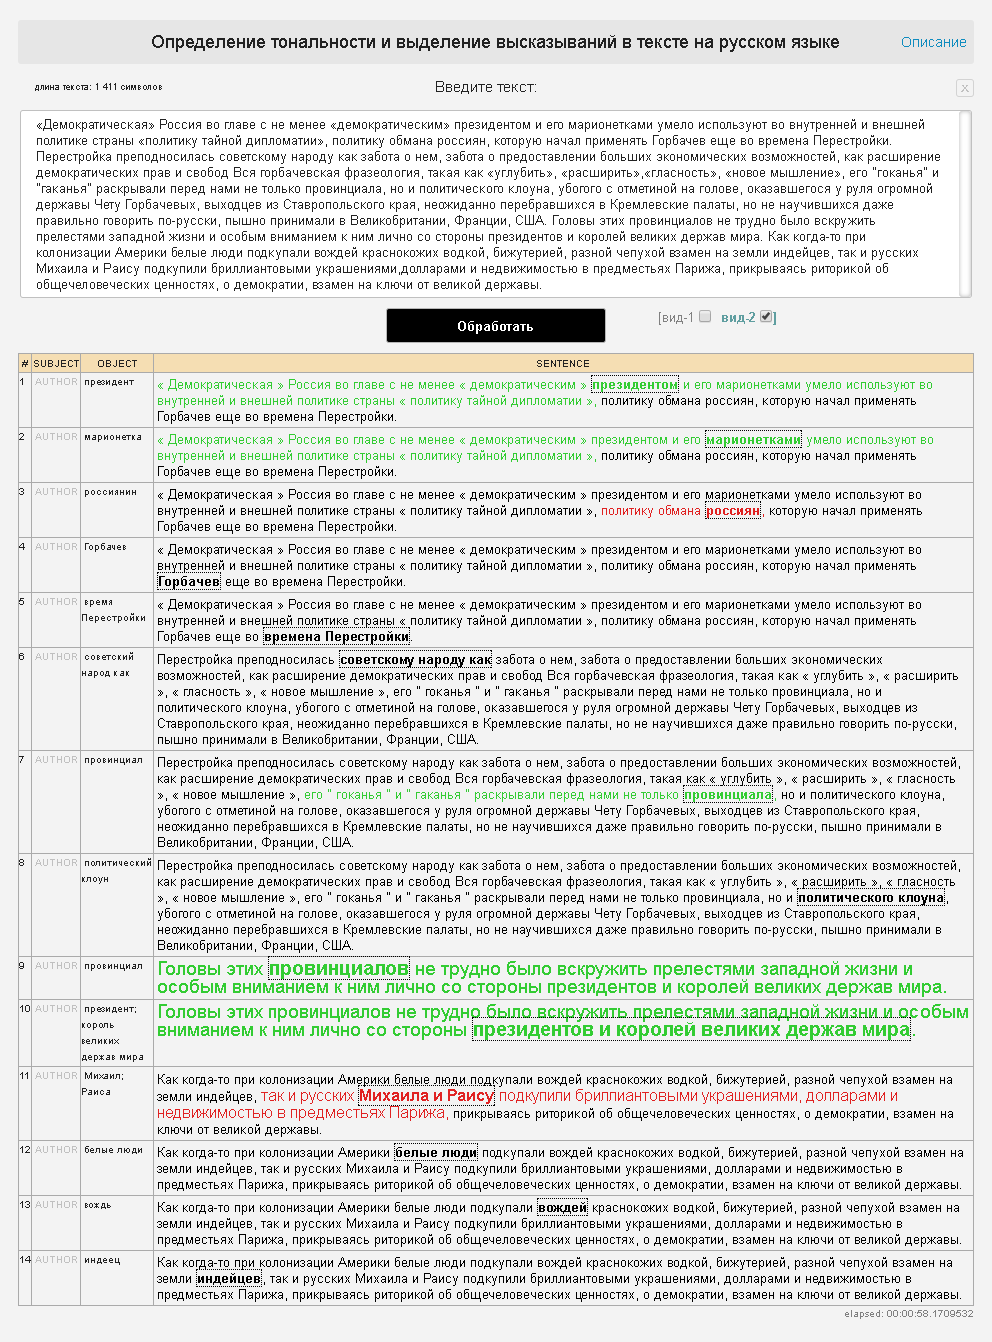 Определение тональности и выделение высказываний в тексте на русском языке
Описание
длина текста: 1 411 символов
Введите текст:
x
«Демократическая» Россия во главе с не менее «демократическим» президентом и его марионетками умело используют во внутренней и внешней
политике страны «политику тайной дипломатии», политику обмана россиян, которую начал применять Горбачев еще во времена Перестройки.
Перестройка преподносилась советскому народу как забота о нем, забота о предоставлении больших экономических возможностей, как расширение
демократических прав и свобод Вся горбачевская фразеология, такая как «углубить», «расширить»,«гласность», «новое мышление», его "гоканья" и
"гаканья" раскрывали перед нами не только провинциала, но и политического клоуна, убогого с отметиной на голове, оказавшегося у руля огромной
державы Чету Горбачевых, выходцев из Ставропольского края, неожиданно перебравшихся в Кремлевские палаты, но не научившихся даже
правильно говорить по-русски, пышно принимали в Великобритании, Франции, США. Головы этих провинциалов не трудно было вскружить
прелестями западной жизни и особым вниманием к ним лично со стороны президентов и королей великих держав мира. Как когда-то при
колонизации Америки белые люди подкупали вождей краснокожих водкой, бижутерией, разной чепухой взамен на земли индейцев, так и русских
Михаила и Раису подкупили бриллиантовыми украшениями,долларами и недвижимостью в предместьях Парижа, прикрываясь риторикой об
общечеловеческих ценностях, о демократии, взамен на ключи от великой державы.
Обработать
[вид-1 вид-2 ]
# SUBJECT OBJECT SENTENCE
1 AUTHOR президент « Демократическая » Россия во главе с не менее « демократическим » президентом и его марионетками умело используют во
внутренней и внешней политике страны « политику тайной дипломатии », политику обмана россиян, которую начал применять
Горбачев еще во времена Перестройки.
2 AUTHOR марионетка « Демократическая » Россия во главе с не менее « демократическим » президентом и его марионетками умело используют во
внутренней и внешней политике страны « политику тайной дипломатии », политику обмана россиян, которую начал применять
Горбачев еще во времена Перестройки.
3 AUTHOR россиянин « Демократическая » Россия во главе с не менее « демократическим » президентом и его марионетками умело используют во
внутренней и внешней политике страны « политику тайной дипломатии », политику обмана россиян, которую начал применять
Горбачев еще во времена Перестройки.
4 AUTHOR Горбачев « Демократическая » Россия во главе с не менее « демократическим » президентом и его марионетками умело используют во
внутренней и внешней политике страны « политику тайной дипломатии », политику обмана россиян, которую начал применять
Горбачев еще во времена Перестройки.
5 AUTHOR время « Демократическая » Россия во главе с не менее « демократическим » президентом и его марионетками умело используют во
Перестройки внутренней и внешней политике страны « политику тайной дипломатии », политику обмана россиян, которую начал применять
Горбачев еще во времена Перестройки.
6 AUTHOR советский Перестройка преподносилась советскому народу как забота о нем, забота о предоставлении больших экономических
народ как возможностей, как расширение демократических прав и свобод Вся горбачевская фразеология, такая как « углубить », « расширить
», « гласность », « новое мышление », его " гоканья " и " гаканья " раскрывали перед нами не только провинциала, но и
политического клоуна, убогого с отметиной на голове, оказавшегося у руля огромной державы Чету Горбачевых, выходцев из
Ставропольского края, неожиданно перебравшихся в Кремлевские палаты, но не научившихся даже правильно говорить по-русски,
пышно принимали в Великобритании, Франции, США.
7 AUTHOR провинциал Перестройка преподносилась советскому народу как забота о нем, забота о предоставлении больших экономических возможностей,
как расширение демократических прав и свобод Вся горбачевская фразеология, такая как « углубить », « расширить », « гласность
», « новое мышление », его " гоканья " и " гаканья " раскрывали перед нами не только провинциала, но и политического клоуна,
убогого с отметиной на голове, оказавшегося у руля огромной державы Чету Горбачевых, выходцев из Ставропольского края,
неожиданно перебравшихся в Кремлевские палаты, но не научившихся даже правильно говорить по-русски, пышно принимали в
Великобритании, Франции, США.
8 AUTHOR политический Перестройка преподносилась советскому народу как забота о нем, забота о предоставлении больших экономических возможностей,
клоун как расширение демократических прав и свобод Вся горбачевская фразеология, такая как « углубить », « расширить », « гласность
», « новое мышление », его " гоканья " и " гаканья " раскрывали перед нами не только провинциала, но и политического клоуна,
убогого с отметиной на голове, оказавшегося у руля огромной державы Чету Горбачевых, выходцев из Ставропольского края,
неожиданно перебравшихся в Кремлевские палаты, но не научившихся даже правильно говорить по-русски, пышно принимали в
Великобритании, Франции, США.
9 AUTHOR провинциал Головы этих провинциалов не трудно было вскружить прелестями западной жизни и
особым вниманием к ним лично со стороны президентов и королей великих держав мира.
10 AUTHOR президент; Головы этих провинциалов не трудно было вскружить прелестями западной жизни и особым
король вниманием к ним лично со стороны президентов и королей великих держав мира.
великих
держав мира
11 AUTHOR Михаил; Как когда-то при колонизации Америки белые люди подкупали вождей краснокожих водкой, бижутерией, разной чепухой взамен на
Раиса земли индейцев, так и русских Михаила и Раису подкупили бриллиантовыми украшениями, долларами и
недвижимостью в предместьях Парижа, прикрываясь риторикой об общечеловеческих ценностях, о демократии, взамен на
ключи от великой державы.
12 AUTHOR белые люди Как когда-то при колонизации Америки белые люди подкупали вождей краснокожих водкой, бижутерией, разной чепухой взамен на
земли индейцев, так и русских Михаила и Раису подкупили бриллиантовыми украшениями, долларами и недвижимостью в
предместьях Парижа, прикрываясь риторикой об общечеловеческих ценностях, о демократии, взамен на ключи от великой державы.
13 AUTHOR вождь Как когда-то при колонизации Америки белые люди подкупали вождей краснокожих водкой, бижутерией, разной чепухой взамен на
земли индейцев, так и русских Михаила и Раису подкупили бриллиантовыми украшениями, долларами и недвижимостью в
предместьях Парижа, прикрываясь риторикой об общечеловеческих ценностях, о демократии, взамен на ключи от великой державы.
14 AUTHOR индеец Как когда-то при колонизации Америки белые люди подкупали вождей краснокожих водкой, бижутерией, разной чепухой взамен на
земли индейцев, так и русских Михаила и Раису подкупили бриллиантовыми украшениями, долларами и недвижимостью в
предместьях Парижа, прикрываясь риторикой об общечеловеческих ценностях, о демократии, взамен на ключи от великой державы.
elapsed: 00:00:58.1709532